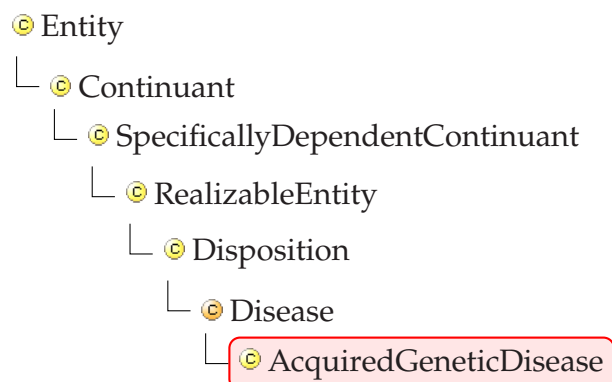 Entity
Continuant
SpecificallyDependentContinuant
RealizableEntity
Disposition
Disease
AcquiredGeneticDisease